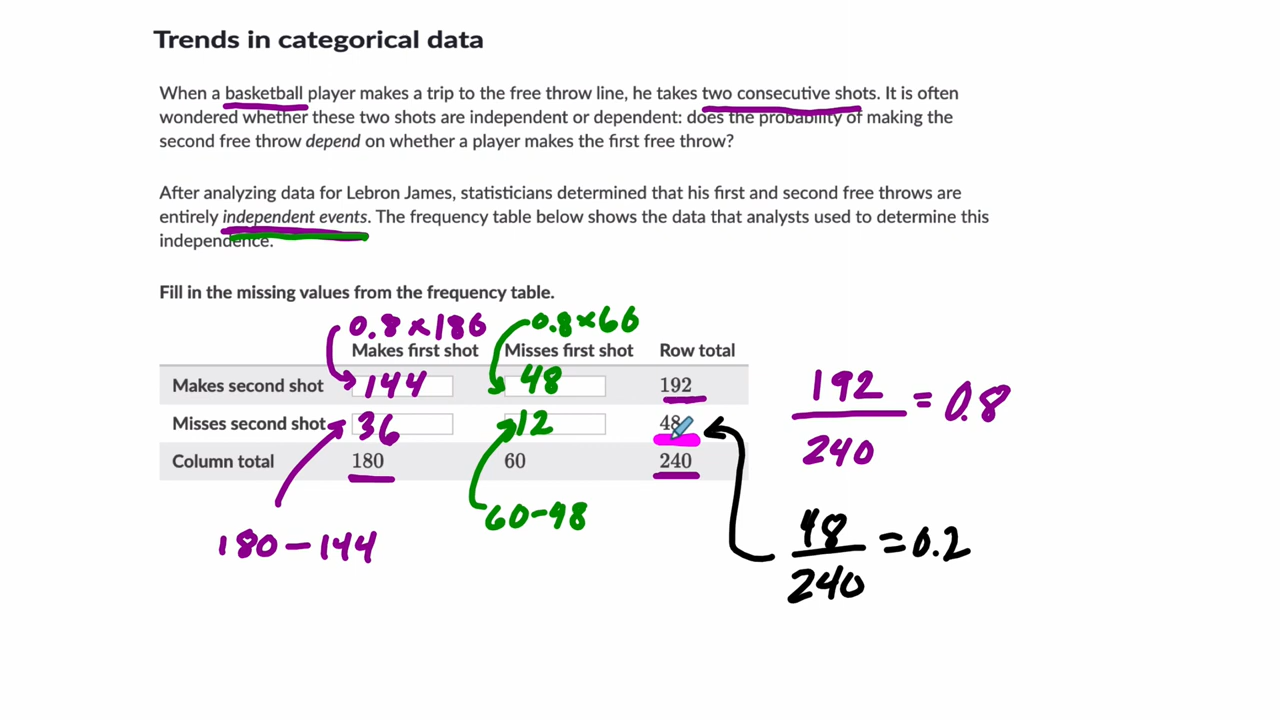 Trends in categorical data
When a basketball player makes a trip to the free throw line, he takes two consecutive shots. It is often
wondered whether these two shots are independent or dependent: does the probability of making the
second free throw depend on whether a player makes the first free throw?
After analyzing data for Lebron James, statisticians determined that his first and second free throws are
entirely independent events. The frequency table below shows the data that analysts used to determine this
independence.
Fill in the missing values from the frequency table.
0.8×180 0.8×60
Makes first shot Misses first shot Row total
Makes second shot 144 48 192
Misses second shot 36 12 48
Column total 180 60 240
180-144
60-48
192
240
=0.8
48
240
=0.2